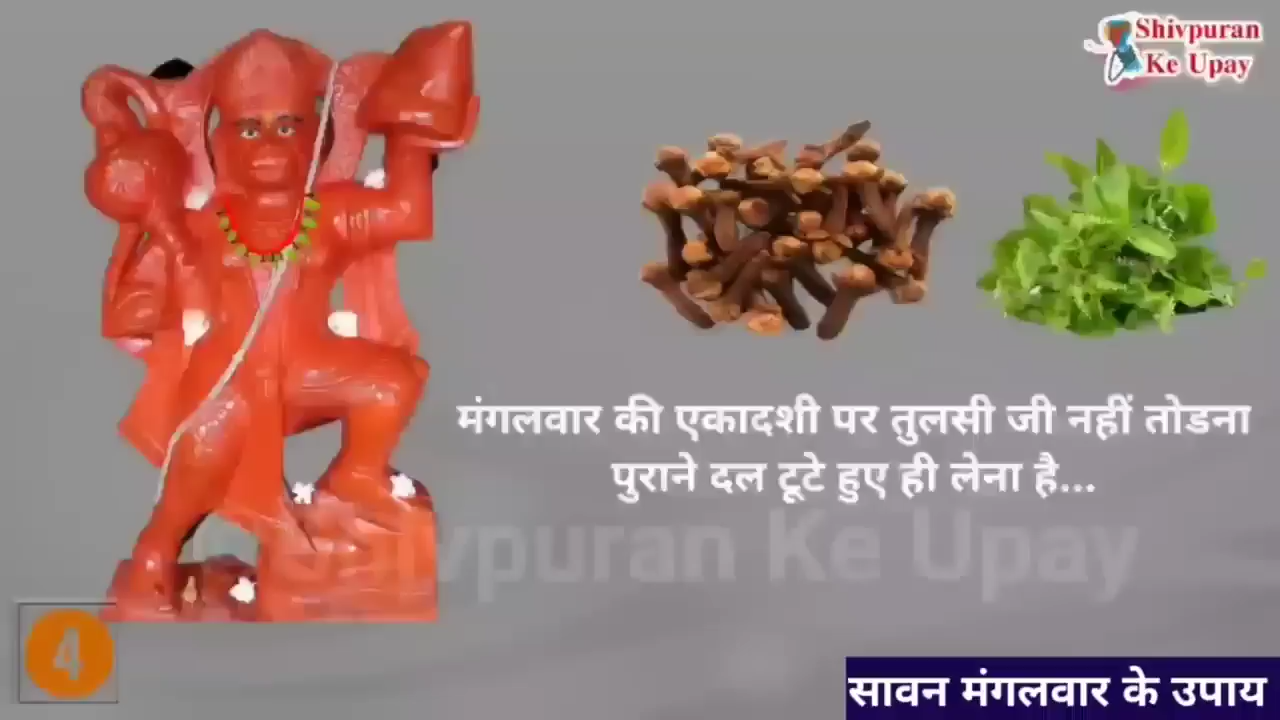 Shivpuran
Ke Upay
मंगलवार की एकादशी पर तुलसी जी नहीं तोडना
पुराने दल टूटे हुए ही लेना है...
Shivpuran Ke Upay
4
सावन मंगलवार के उपाय